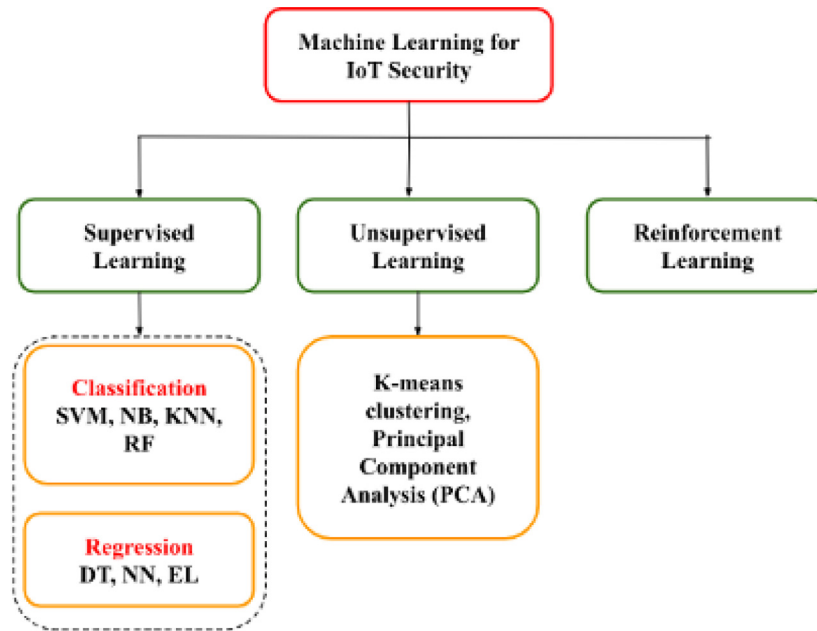 Machine Learning for
IoT Security
Supervised
Learning
Unsupervised
Learning
Reinforcement
Learning
Classification
SVM, NB, KNN,
RF
Regression
DT, NN, EL
K-means
clustering,
Principal
Component
Analysis (PCA)